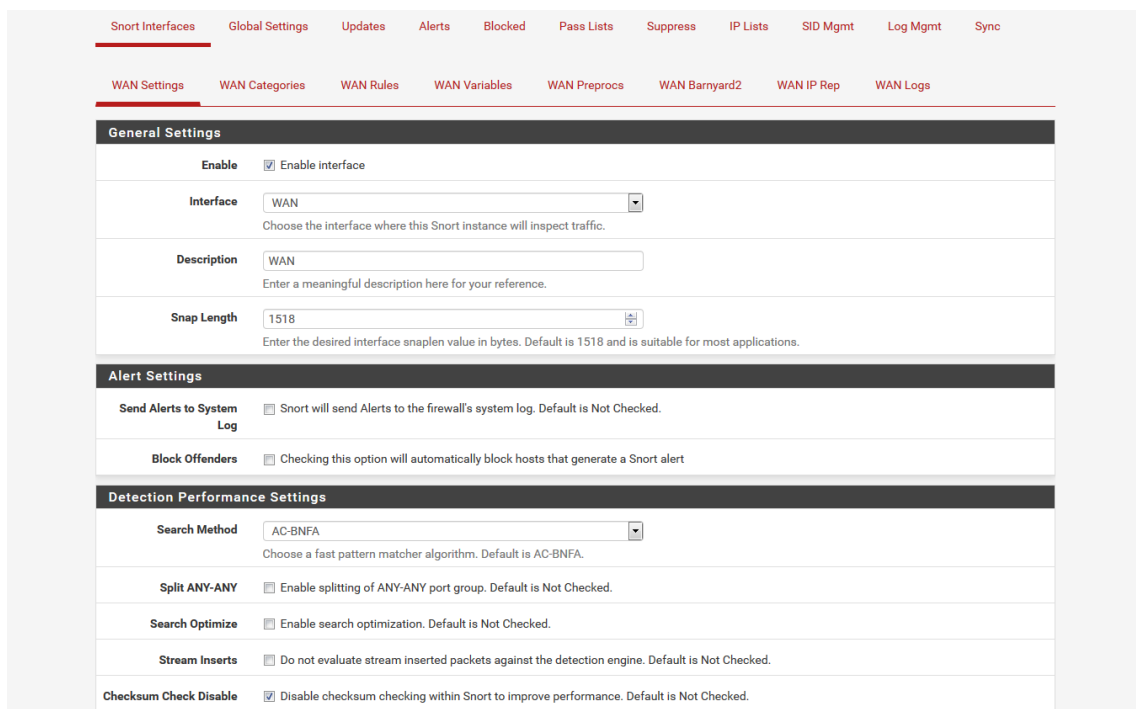 Snort Interfaces Global Settings Updates Alerts Blocked Pass Lists Suppress IP Lists SID Mgmt Log Mgmt Sync
WAN Settings WAN Categories WAN Rules WAN Variables WAN Preprocs WAN Barnyard2 WAN IP Rep WAN Logs
General Settings
Enable Enable interface
Interface WAN
Choose the interface where this Snort instance will inspect traffic.
Description WAN
Enter a meaningful description here for your reference.
Snap Length 1518
Enter the desired interface snaplen value in bytes. Default is 1518 and is suitable for most applications.
Alert Settings
Send Alerts to System Snort will send Alerts to the firewall's system log. Default is Not Checked.
Log
Block Offenders Checking this option will automatically block hosts that generate a Snort alert
Detection Performance Settings
Search Method AC-BNFA
Choose a fast pattern matcher algorithm. Default is AC-BNFA.
Split ANY-ANY Enable splitting of ANY-ANY port group. Default is Not Checked.
Search Optimize Enable search optimization. Default is Not Checked.
Stream Inserts Do not evaluate stream inserted packets against the detection engine. Default is Not Checked.
Checksum Check Disable Disable checksum checking within Snort to improve performance. Default is Not Checked.